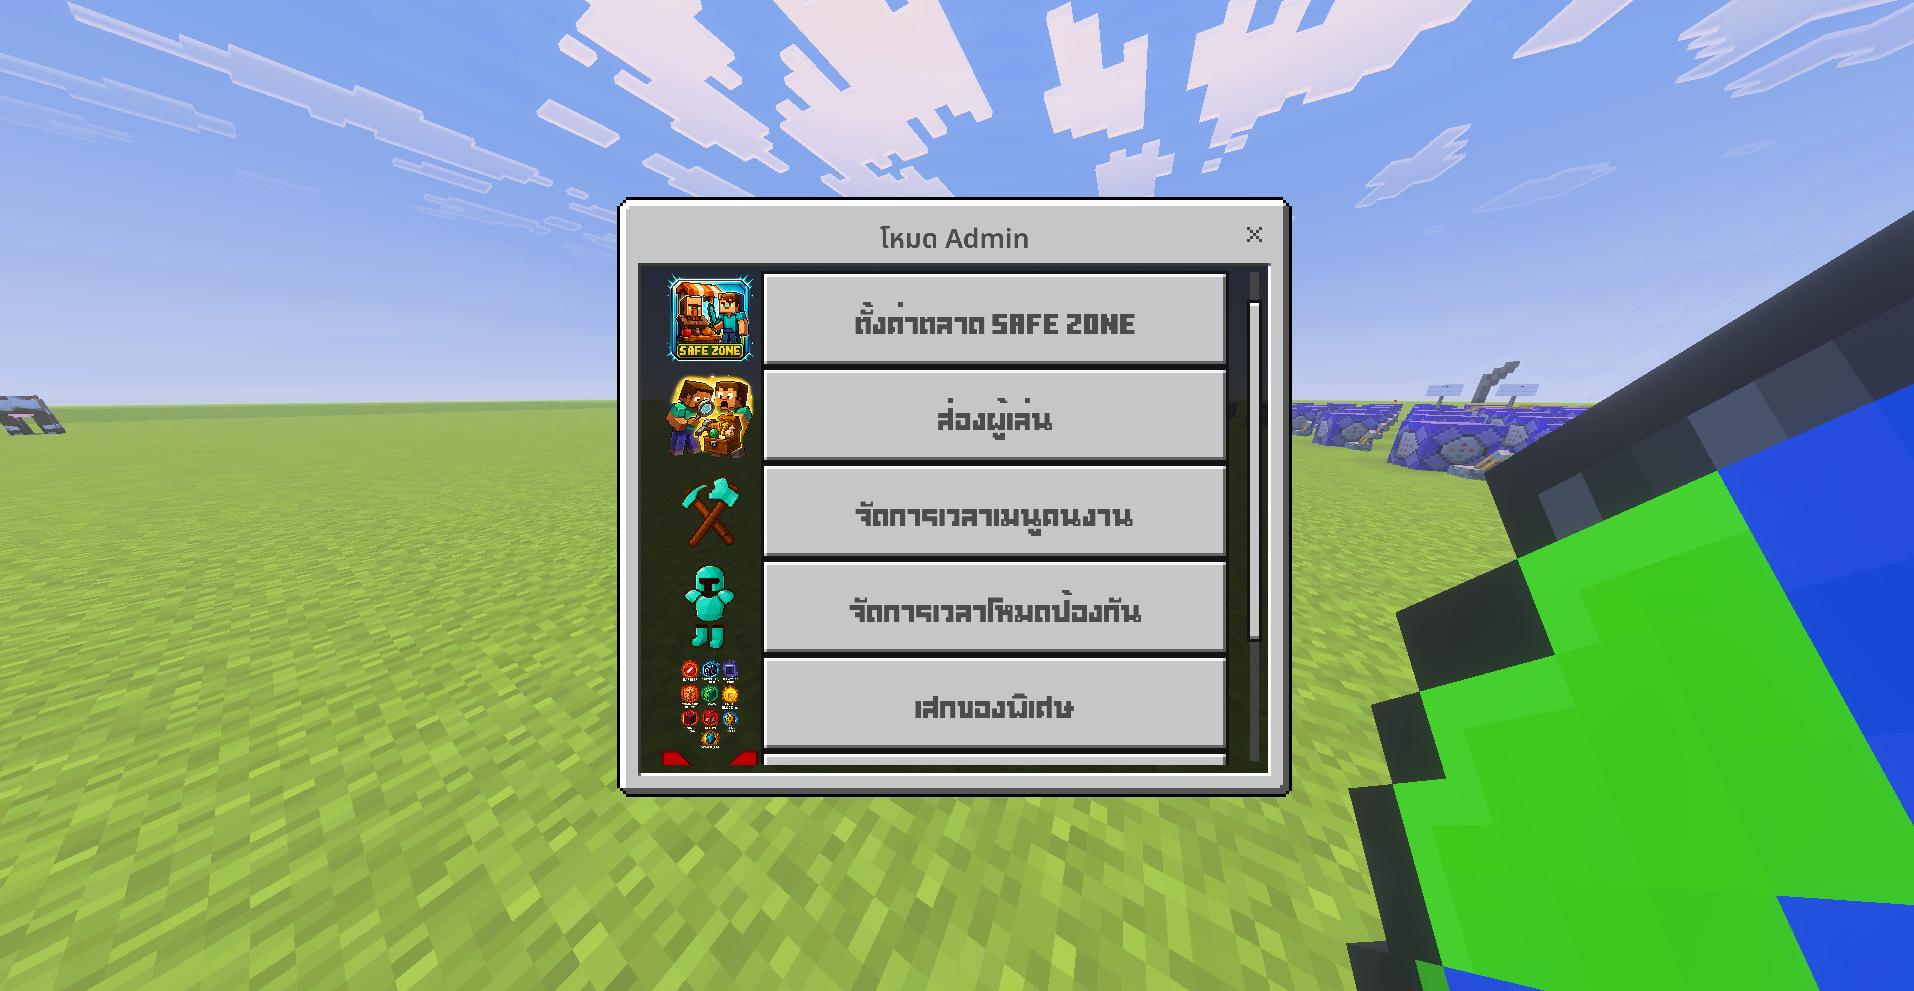 โหมด Admin
ตั้งค่าตลาด SAFE ZONE
SAFE ZONE
ส่องผู้เล่น
จัดการเวลาเมนูคนงาน
จัดการเวลาโหมดป้องกัน
เสกของพิเศษ